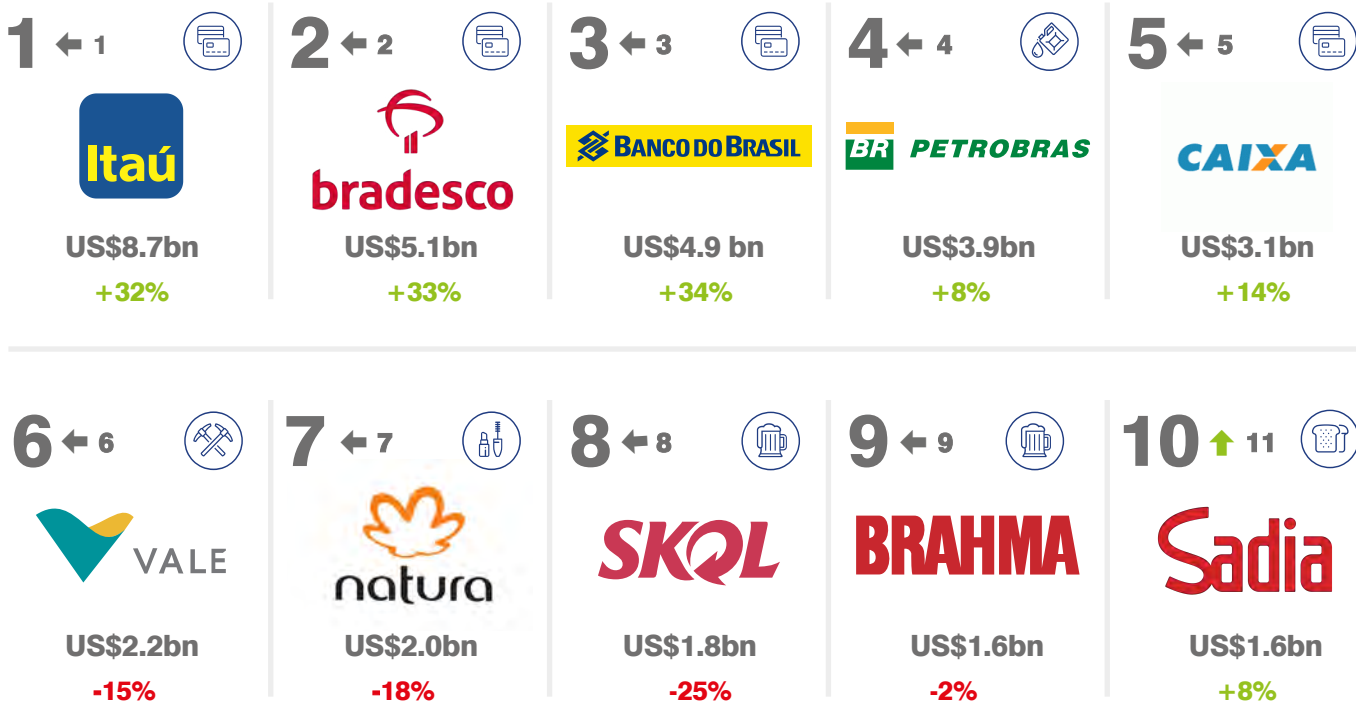 1 1
Itaú
US$8.7bn
+32%
2 2
bradesco
US$5.1bn
+33%
3 3
BANCO DO BRASIL
US$4.9 bn
+34%
4 4
BR PETROBRAS
US$3.9bn
+8%
5 5
CAIXA
US$3.1bn
+14%
6 6
VALE
US$2.2bn
-15%
7 7
natura
US$2.0bn
-18%
8 8
SKOL
US$1.8bn
-25%
9 9
BRAHMA
US$1.6bn
-2%
10 11
Sadia
US$1.6bn
+8%